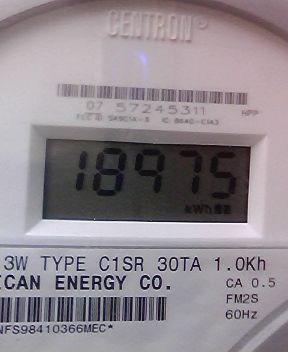 CENTRON®
07 57245311 HPP
18975
kWh
3W TYPE C1SR 30TA 1.0Kh
ICAN ENERGY CO. CA 0.5
FM2S
NFS98410366MEC* 60Hz